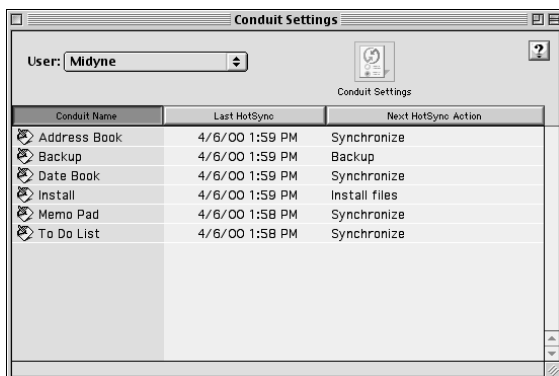 Conduit Settings
User: Midyne
?
Conduit Settings
Conduit Name Last HotSync Next HotSync Action
Address Book 4/6/00 1:59 PM Synchronize
Backup 4/6/00 1:59 PM Backup
Date Book 4/6/00 1:59 PM Synchronize
Install 4/6/00 1:59 PM Install files
Memo Pad 4/6/00 1:58 PM Synchronize
To Do List 4/6/00 1:58 PM Synchronize